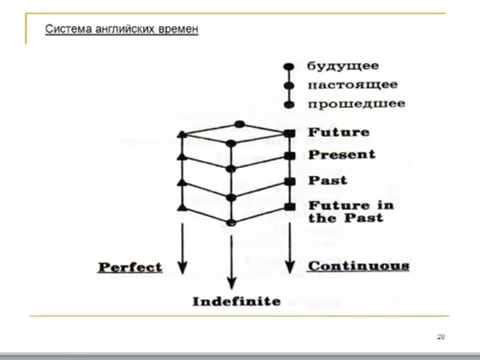 Система английских времен
будущее
настоящее
прошедшее
Future
Present
Past
Future in
the Past
Perfect
Continuous
Indefinite
20